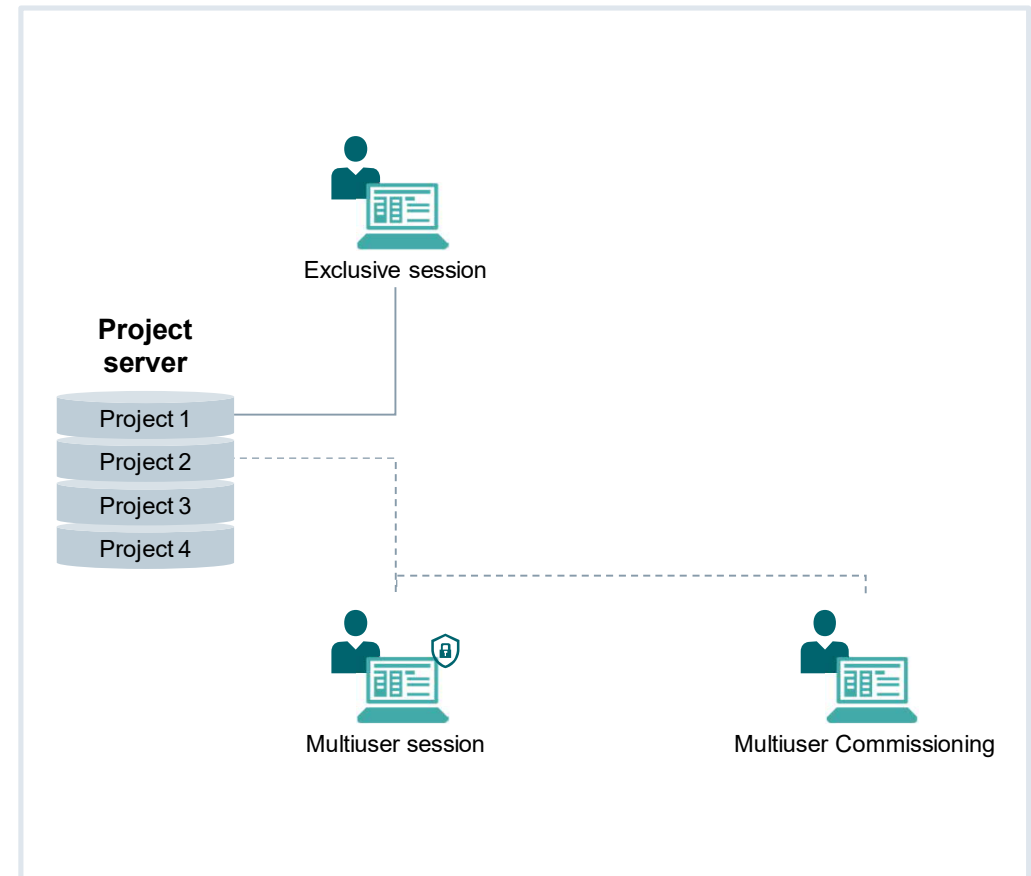 Exclusive session
Project
server
Project 1
Project 2
Project 3
Project 4
Multiuser session
Multiuser Commissioning